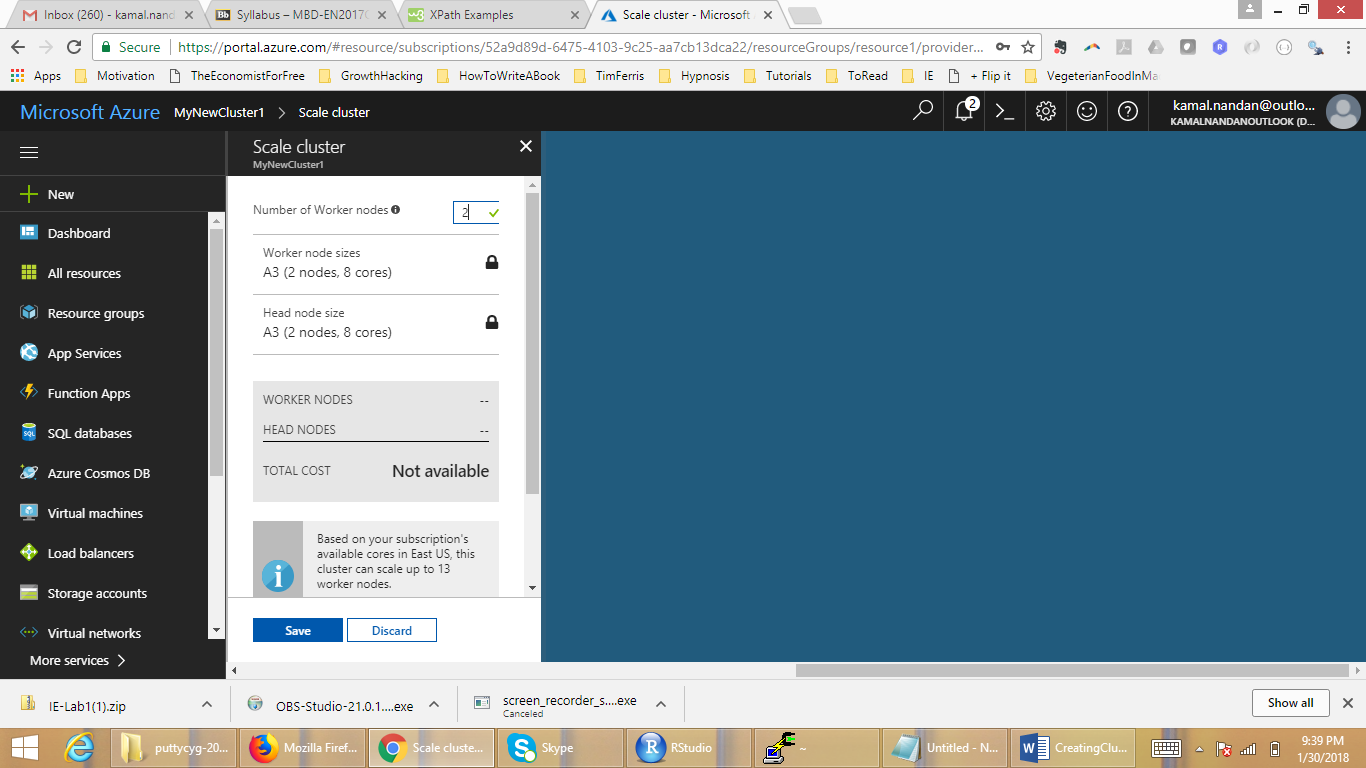 Inbox (260) - kamal.nand
Syllabus – MBD-EN2017
XPath Examples
Scale cluster - Microsoft
Secure
https://portal.azure.com/#resource/subscriptions/52a9d89d-6475-4103-9c25-aa7cb13dca22/resourceGroups/resource1/provider...
Apps
Motivation
TheEconomistForFree
GrowthHacking
HowToWriteABook
TimFerris
Hypnosis
Tutorials
ToRead
IE
+ Flip it
VegeterianFoodInMa
Microsoft Azure
MyNewCluster1
Scale cluster
2
kamal.nandan@outlo...
KAMALNANDANOUTLOOK (D...
New
Dashboard
All resources
Resource groups
App Services
Function Apps
SQL databases
Azure Cosmos DB
Virtual machines
Load balancers
Storage accounts
Virtual networks
More services
Scale cluster
MyNewCluster1
Number of Worker nodes
2
Worker node sizes
A3 (2 nodes, 8 cores)
Head node size
A3 (2 nodes, 8 cores)
WORKER NODES --
HEAD NODES --
TOTAL COST Not available
Based on your subscription's
available cores in East US, this
cluster can scale up to 13
worker nodes.
Save
Discard
IE-Lab1(1).zip
OBS-Studio-21.0.1....exe
screen_recorder_s....exe
Canceled
Show all
puttycyg-20...
Mozilla Firef...
Scale cluste...
Skype
RStudio
~
Untitled - N...
CreatingClu...
9:39 PM
1/30/2018